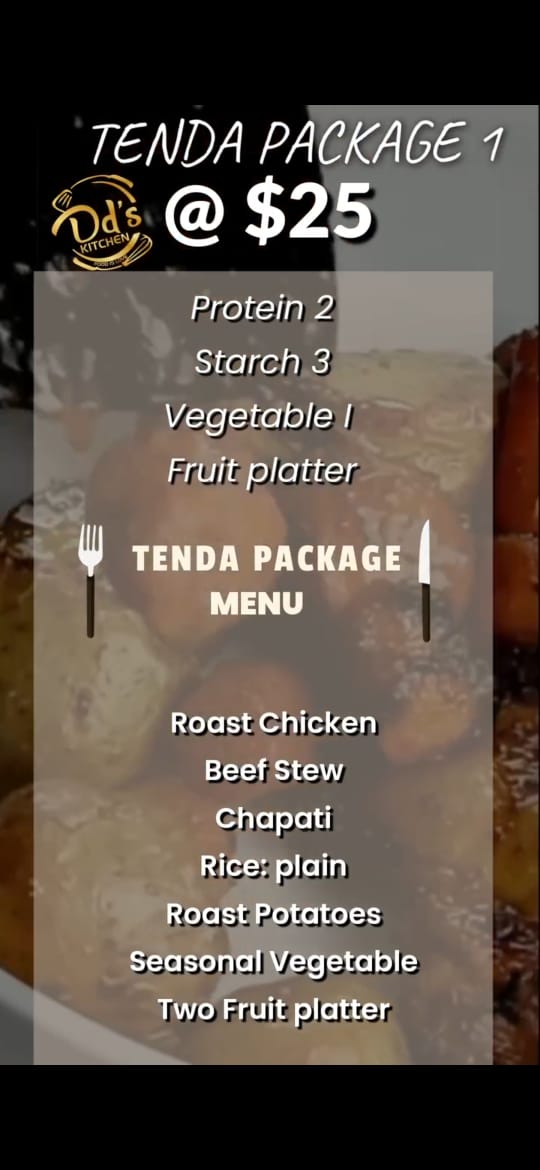 TENDA PACKAGE 1
Dd's
KITCHEN
@ $25
Protein 2
Starch 3
Vegetable I
Fruit platter
TENDA PACKAGE
MENU
Roast Chicken
Beef Stew
Chapati
Rice: plain
Roast Potatoes
Seasonal Vegetable
Two Fruit platter